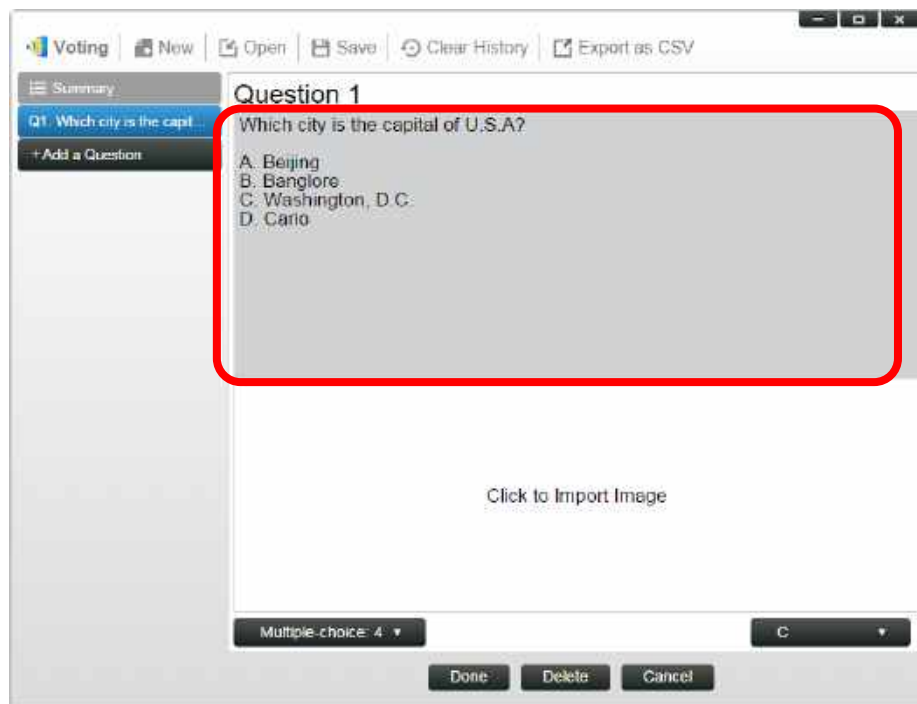 Voting New Open Save Clear History Export as CSV
Summary
Q1. Which city is the capit...
+Add a Question
Question 1
Which city is the capital of U.S.A?
A. Beijing
B. Banglore
C. Washington, D.C.
D. Cario
Click to Import Image
Multiple-choice: 4
C
Done Delete Cancel